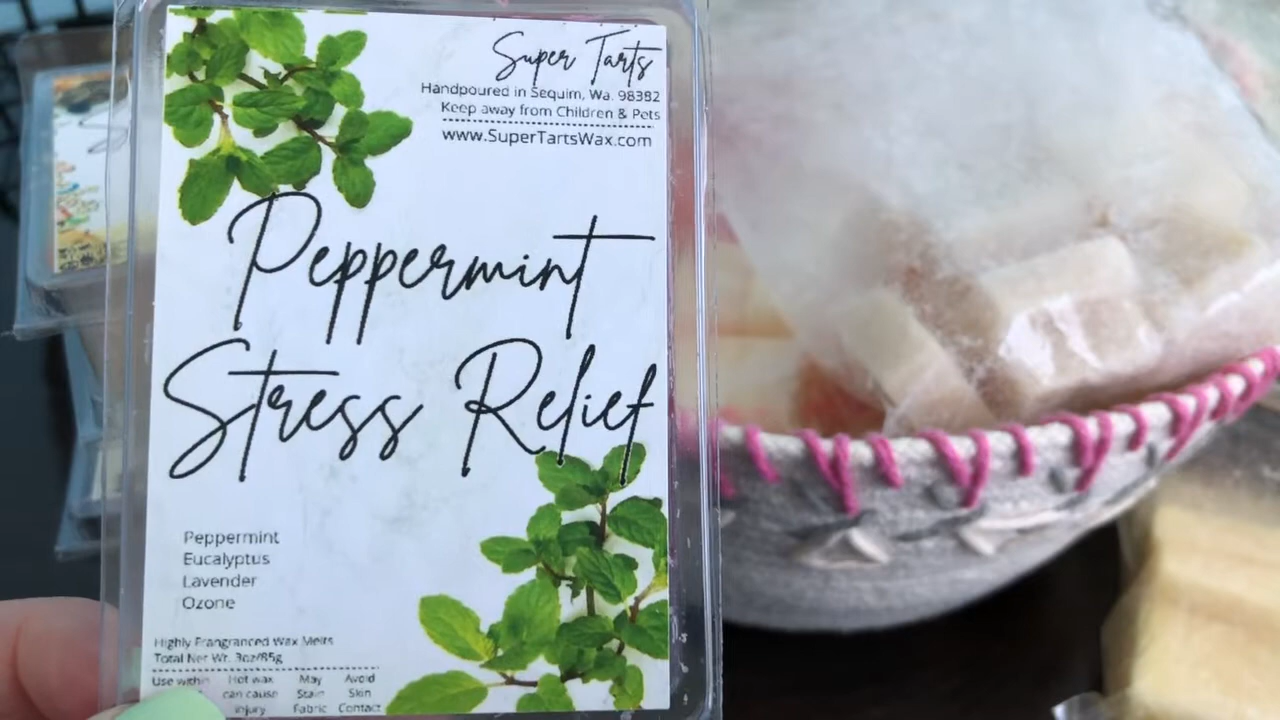 Super Tarts
Handpoured in Sequim, Wa. 98382
Keep away from Children & Pets
www.SuperTartsWax.com
Peppermint
Stress Relief
Peppermint
Eucalyptus
Lavender
Ozone
Highly Frangranced Wax Melts
Total Net Wt. 3oz/85g
Use within Hot wax May Avoid
can cause Stain Skin
injury Fabric Contact